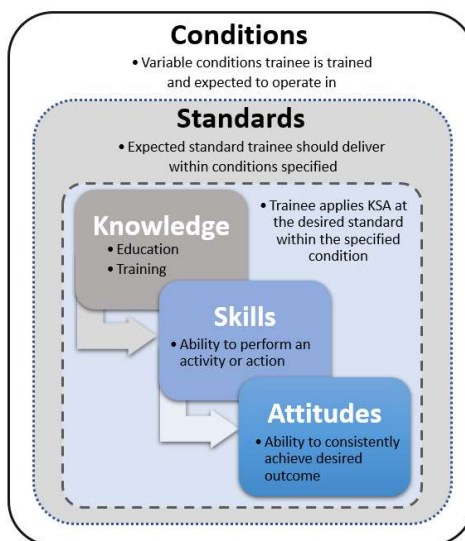 Conditions
• Variable conditions trainee is trained
and expected to operate in
Standards
• Expected standard trainee should deliver
within conditions specified
Knowledge
• Education
• Training
• Trainee applies KSA at
the desired standard
within the specified
condition
Skills
• Ability to perform an
activity or action
Attitudes
• Ability to consistently
achieve desired
outcome